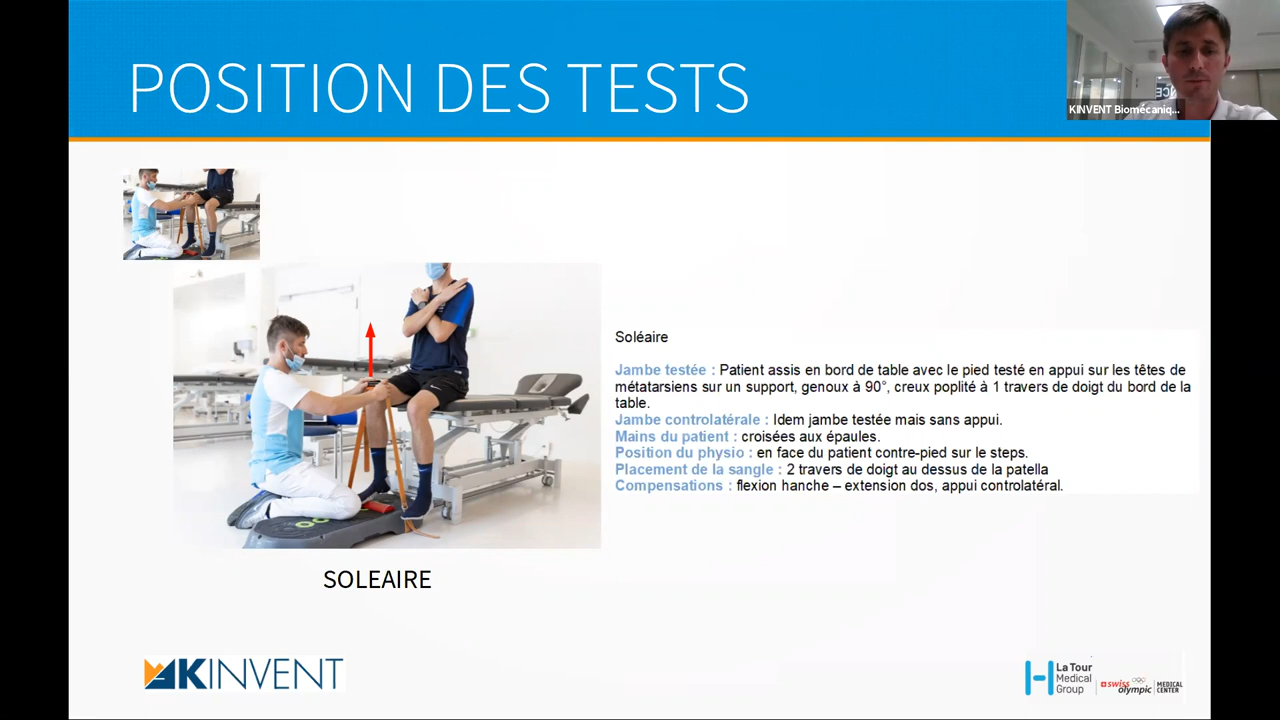 POSITION DES TESTS
KINVENT Biomécaniq...
Soléaire
Jambe testée : Patient assis en bord de table avec le pied testé en appui sur les têtes de
métatarsiens sur un support, genoux à 90°, creux poplité à 1 travers de doigt du bord de la
table.
Jambe controlatérale : Idem jambe testée mais sans appui.
Mains du patient : croisées aux épaules.
Position du physio : en face du patient contre-pied sur le steps.
Placement de la sangle : 2 travers de doigt au dessus de la patella
Compensations : flexion hanche – extension dos, appui controlatéral.
SOLEAIRE
KINVENT
La Tour
Medical
Group
swiss
olympic
MEDICAL
CENTER